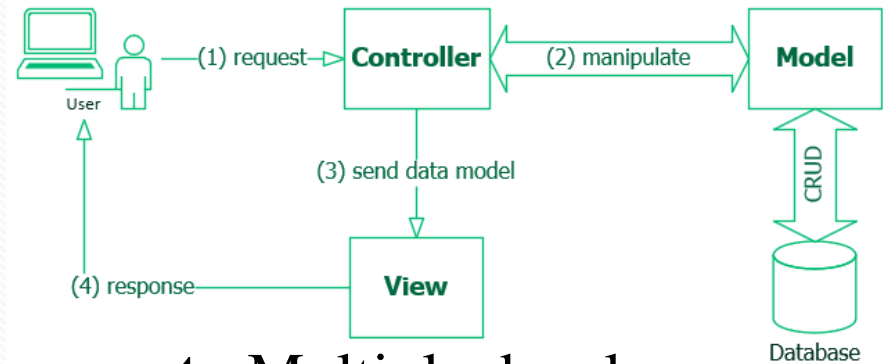 (1) request
Controller
(2) manipulate
Model
User
(3) send data model
CRUD
(4) response
View
Database